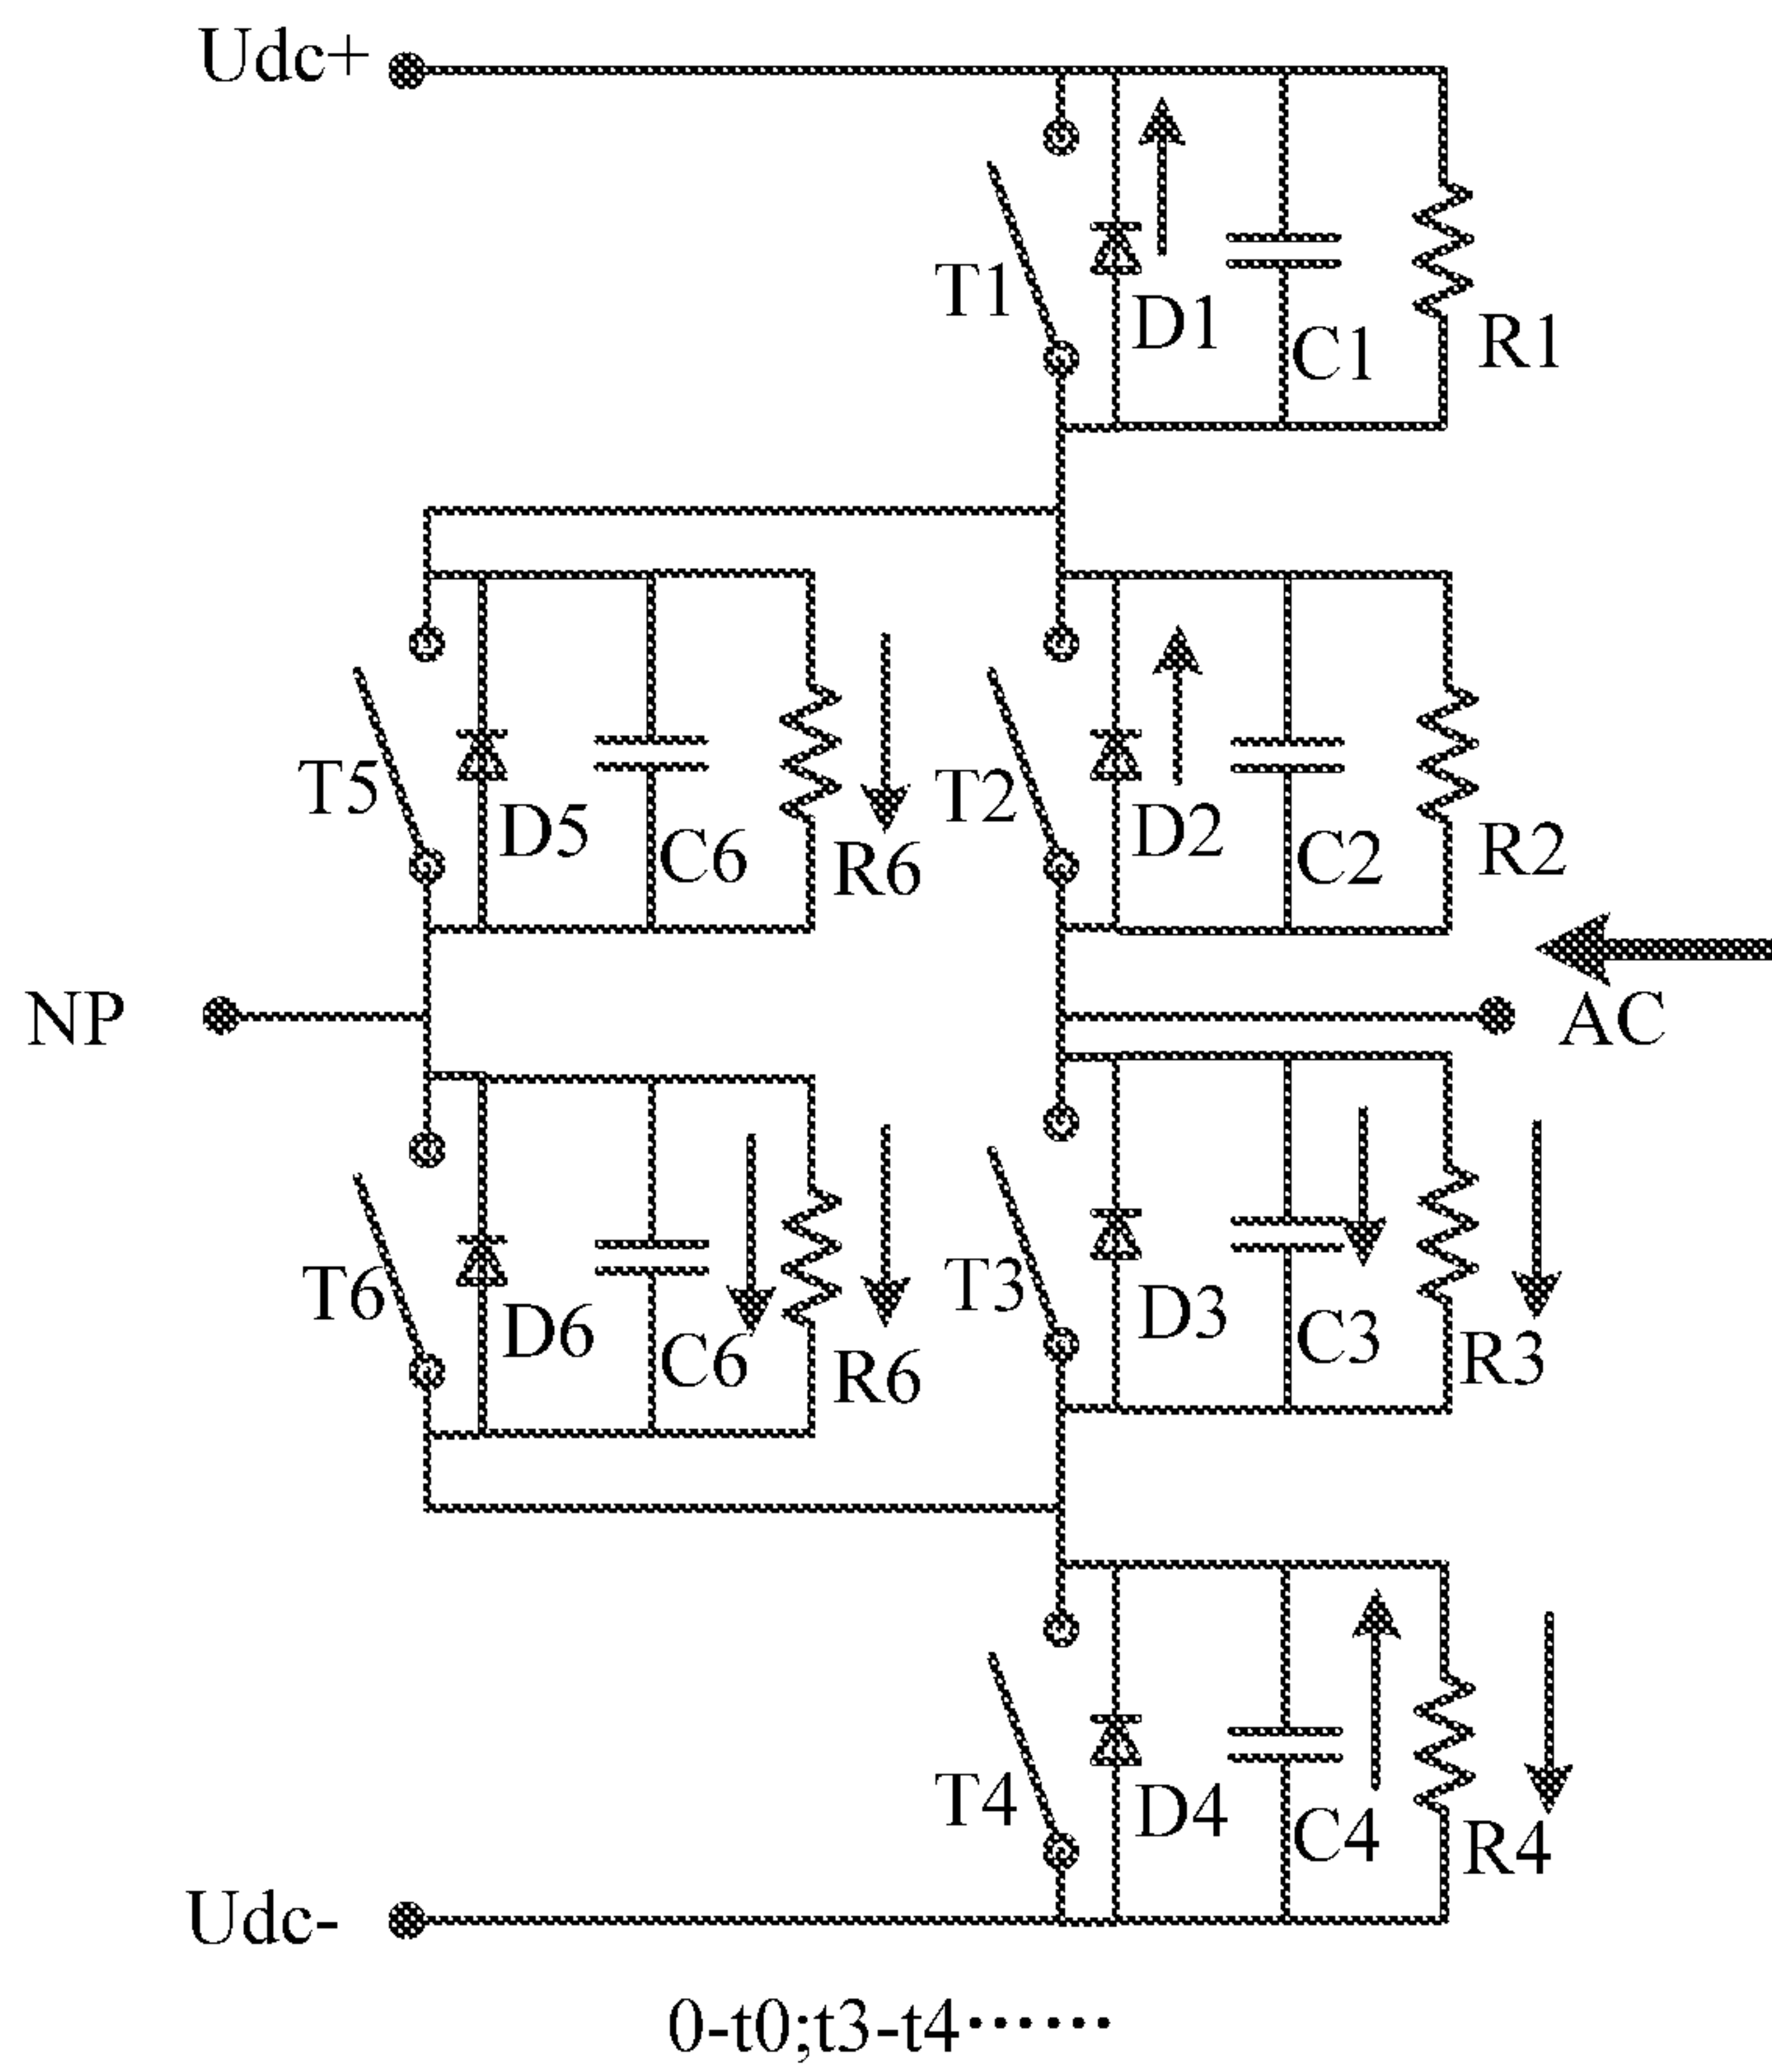 Udc+
T1
D1
C1
R1
T5
D5
C6
R6
T2
D2
C2
R2
NP
AC
T6
D6
C6
R6
T3
D3
C3
R3
T4
D4
C4
R4
Udc-
0-t0;t3-t4······